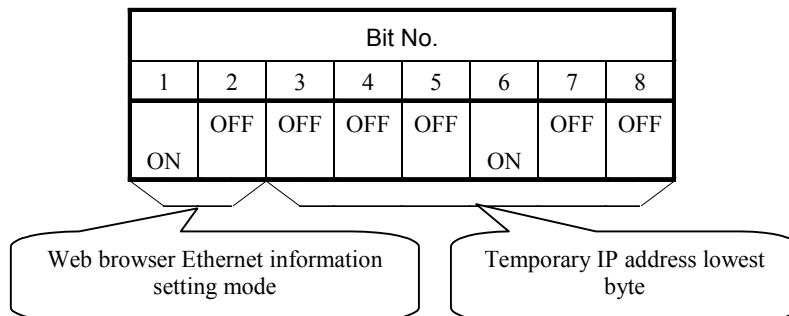 Bit No.
1 2 3 4 5 6 7 8
OFF OFF OFF OFF OFF OFF
ON ON
Web browser Ethernet information
setting mode
Temporary IP address lowest
byte